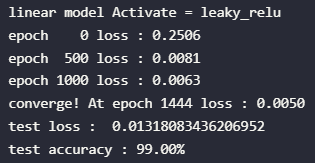 linear model Activate = leaky_relu
epoch    0 loss : 0.2506
epoch  500 loss : 0.0081
epoch 1000 loss : 0.0063
converge! At epoch 1444 loss : 0.0050
test loss :  0.01318083436206952
test accuracy : 99.00%